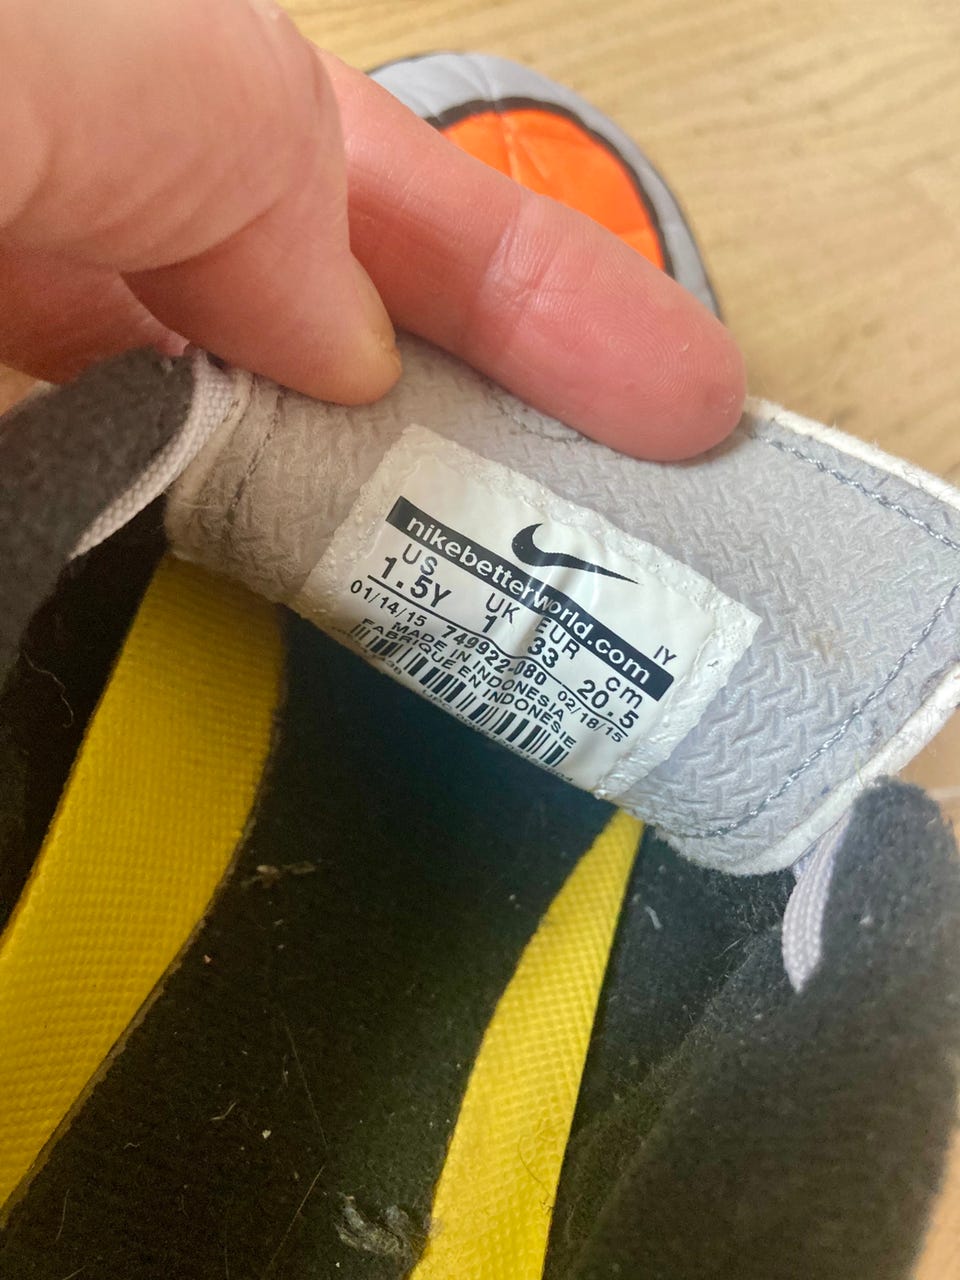 nikebetterworld.com
US UK EUR cm IY
1.5Y 1 33 20.5
01/14/15 749922-080 02/18/15
MADE IN INDONESIA
FABRIQUE EN INDONESIE